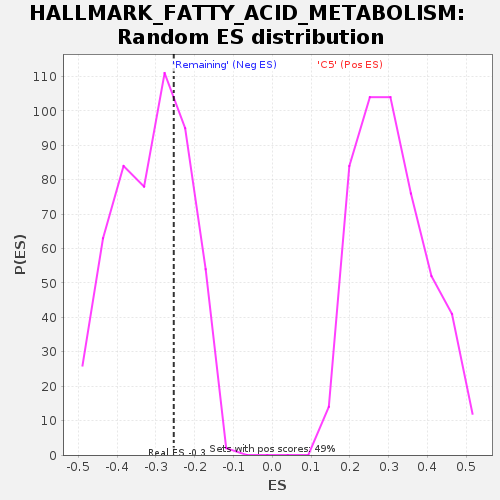 HALLMARK_FATTY_ACID_METABOLISM:
Random ES distribution
'Remaining' (Neg ES)
'C5' (Pos ES)
P(ES)
110
100
90
80
70
60
50
40
30
20
10
0
Real ES -0.3
Sets with pos scores: 49%
-0.5 -0.4 -0.3 -0.2 -0.1 0.0 0.1 0.2 0.3 0.4 0.5
ES